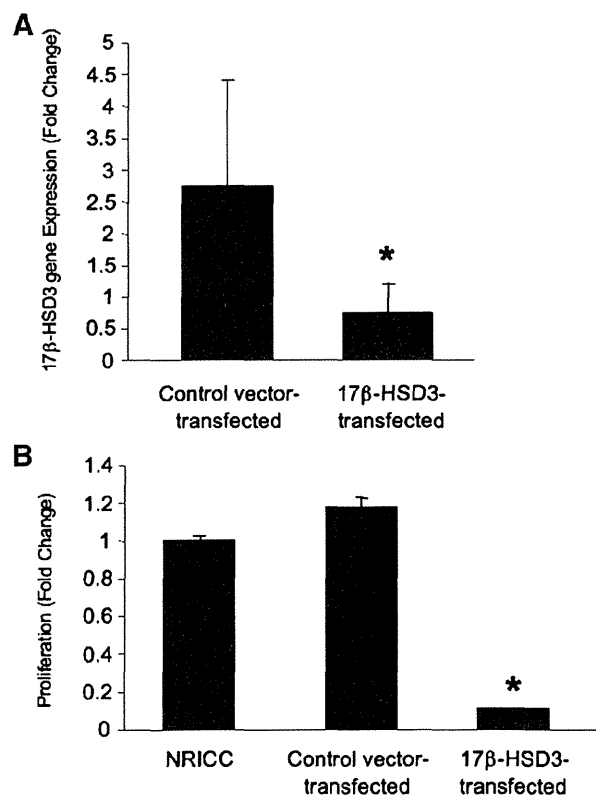 A
17β-HSD3 gene Expression (Fold Change)
5
4.5
4
3.5
3
2.5
2
1.5
1
0.5
0
*
Control vector-
transfected
17β-HSD3-
transfected
B
Proliferation (Fold Change)
1.4
1.2
1
0.8
0.6
0.4
0.2
0
*
NRICC
Control vector-
transfected
17β-HSD3-
transfected